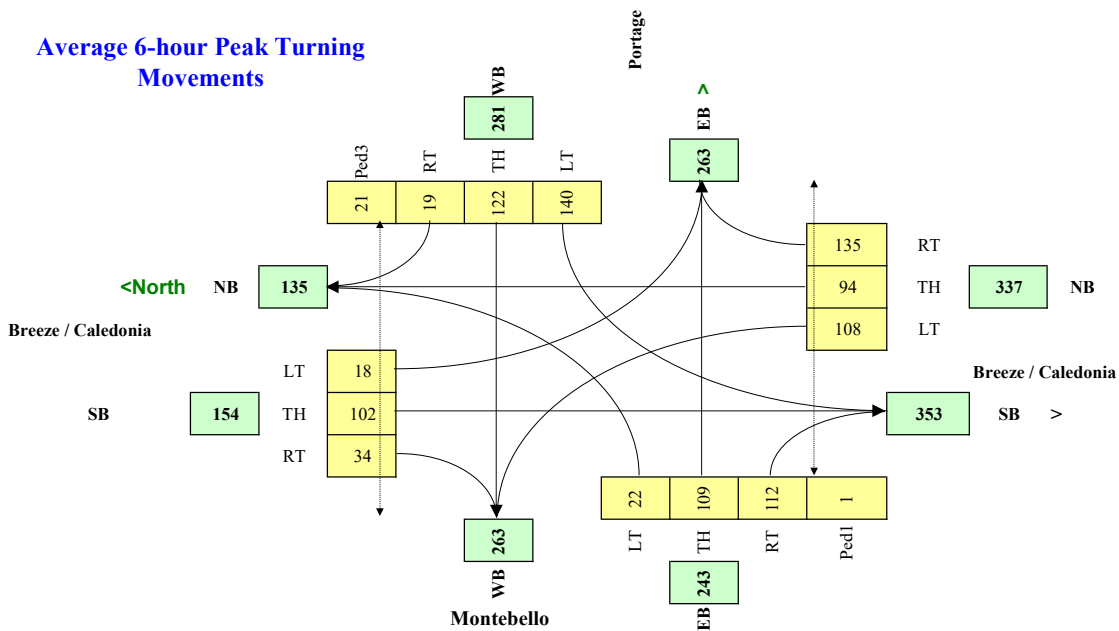 Average 6-hour Peak Turning
Movements
Portage
WB
281
^
EB
263
Ped3
RT
TH
LT
21
19
122
140
135
RT
<North
NB
135
94
TH
337
NB
Breeze / Caledonia
108
LT
LT
18
Breeze / Caledonia
SB
154
TH
102
353
SB
>
RT
34
22
109
112
1
263
LT
TH
RT
Ped1
WB
243
Montebello
EB